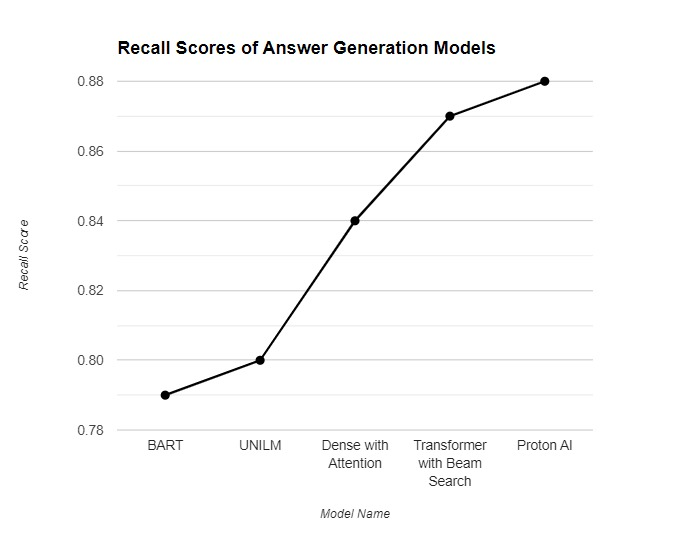 Recall Scores of Answer Generation Models
0.88
0.86
0.84
0.82
0.80
0.78
Recall Score
BART
UNILM
Dense with
Attention
Transformer
with Beam
Search
Proton AI
Model Name